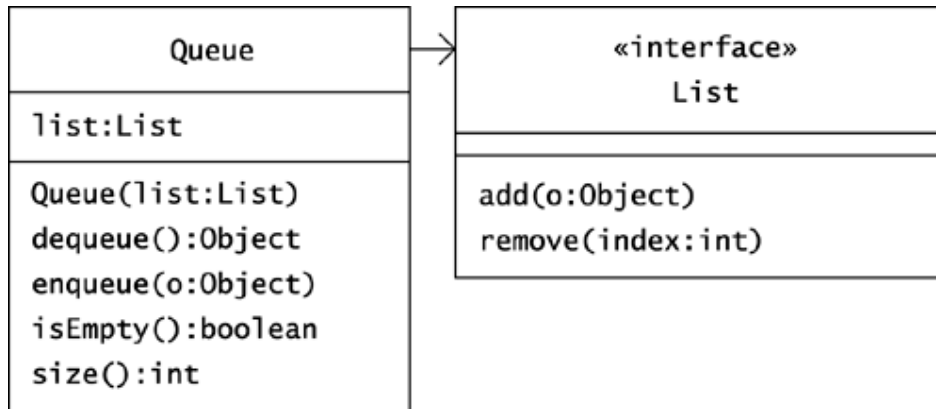 Queue
list:List
Queue(list:List)
dequeue():Object
enqueue(o:Object)
isEmpty():boolean
size():int
«interface»
List
add(o:Object)
remove(index:int)